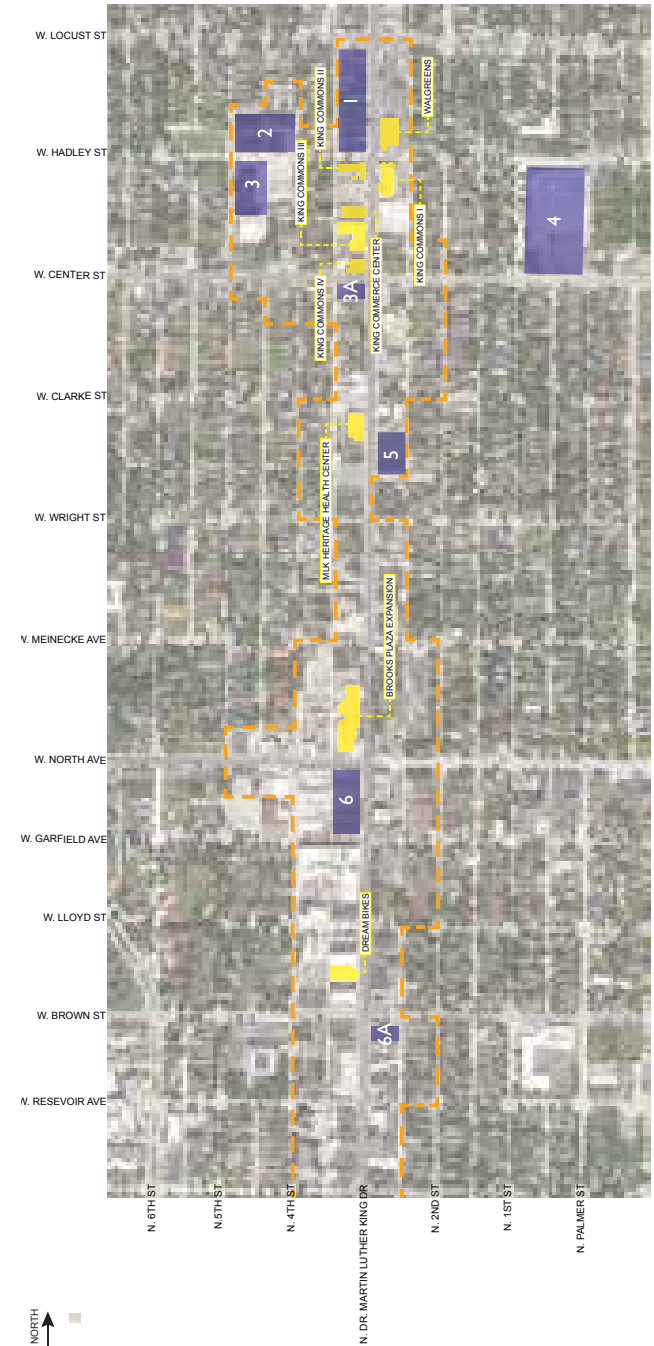 W. LOCUST ST
W. HADLEY ST
W. CENTER ST
W. CLARKE ST
W. WRIGHT ST
W. MEINECKE AVE
W. NORTH AVE
W. GARFIELD AVE
W. LLOYD ST
W. BROWN ST
W. RESEVOIR AVE
KING COMMONS II
WALGREENS
1
2
KING COMMONS III
3
KING COMMONS I
4
KING COMMONS IV
3A
KING COMMERCE CENTER
MLK HERITAGE HEALTH CENTER
5
BROOKS PLAZA EXPANSION
6
DREAM BIKES
6A
N. 6TH ST
N.5TH ST
N. 4TH ST
N. DR. MARTIN LUTHER KING DR
N. 2ND ST
N. 1ST ST
N. PALMER ST
NORTH